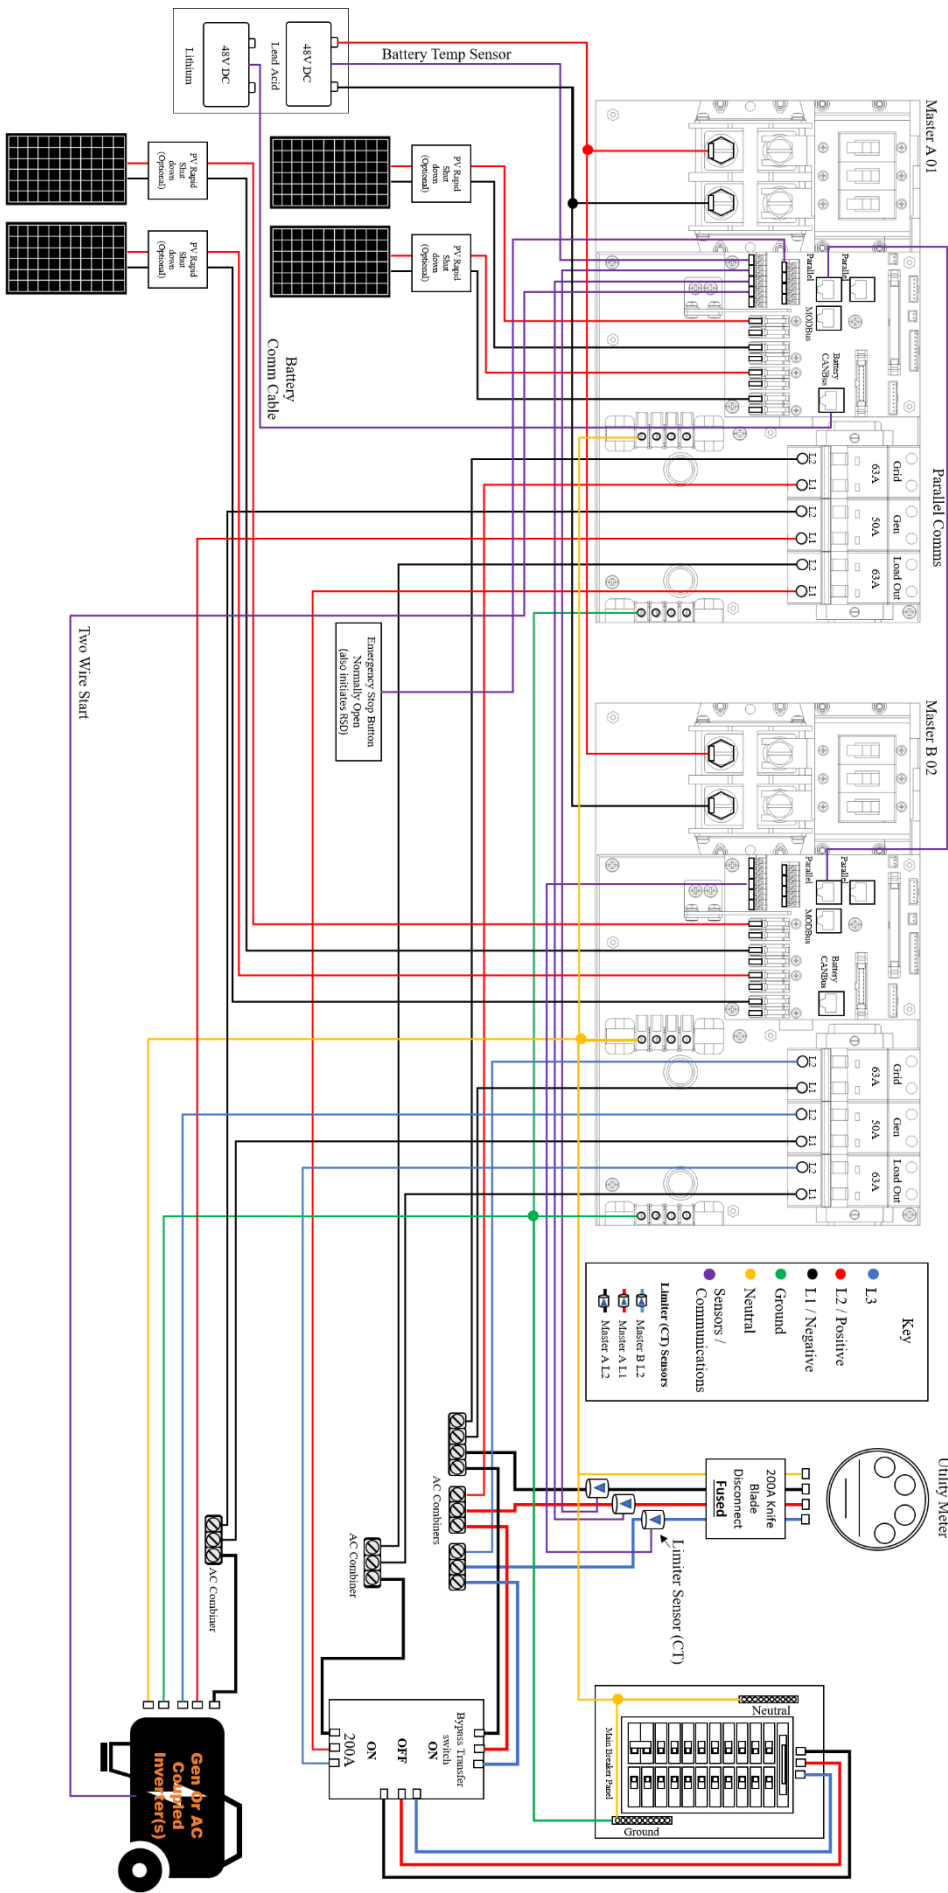 48V DC
Lithium
48V DC
Lead Acid
Battery Temp Sensor
PV Rapid
Shut
down
(Optional)
PV Rapid
Shut
down
(Optional)
PV Rapid
Shut
down
(Optional)
PV Rapid
Shut
down
(Optional)
Battery
Comm Cable
Master A 01
Parallel
Parallel
MODBus
Battery
CANBus
Parallel Comms
L2
L1
63A
Grid
L2
L1
50A
Gen
L2
L1
63A
Load Out
Two Wire Start
Emergency Stop Button
Normally Open
(also initiates RSD)
Master B 02
Parallel
Parallel
MODBus
Battery
CANBus
L2
L1
63A
Grid
L2
L1
50A
Gen
L2
L1
63A
Load Out
Key
L3
L2 / Positive
L1 / Negative
Ground
Neutral
Sensors /
Communications
Limiter (CT) Sensors
Master B L2
Master A L1
Master A L2
Utility Meter
200A Knife
Blade
Disconnect
Fused
Limiter Sensor (CT)
AC Combiners
AC Combiner
AC Combiner
Bypass Transfer
switch
ON
OFF
ON
200A
Neutral
Main Breaker Panel
Ground
Gen Or AC
Coupled
Inverter(s)